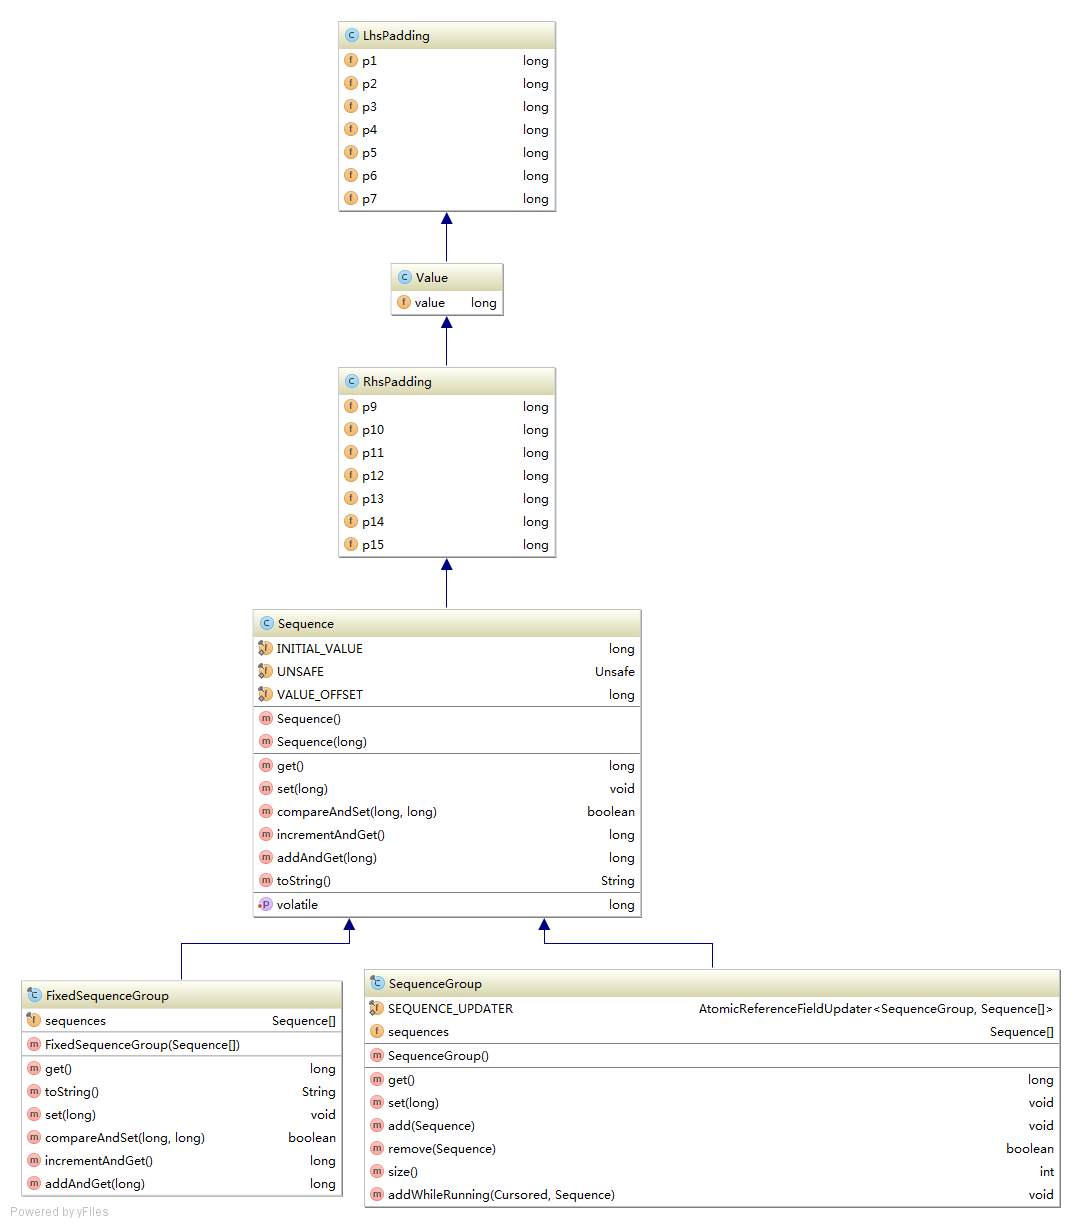 LhsPadding
p1 long
p2 long
p3 long
p4 long
p5 long
p6 long
p7 long
Value
value long
RhsPadding
p9 long
p10 long
p11 long
p12 long
p13 long
p14 long
p15 long
Sequence
INITIAL_VALUE long
UNSAFE Unsafe
VALUE_OFFSET long
Sequence()
Sequence(long)
get() long
set(long) void
compareAndSet(long, long) boolean
incrementAndGet() long
addAndGet(long) long
toString() String
volatile long
FixedSequenceGroup
sequences Sequence[]
FixedSequenceGroup(Sequence[])
get() long
toString() String
set(long) void
compareAndSet(long, long) boolean
incrementAndGet() long
addAndGet(long) long
SequenceGroup
SEQUENCE_UPDATER AtomicReferenceFieldUpdater<SequenceGroup, Sequence[]>
sequences Sequence[]
SequenceGroup()
get() long
set(long) void
add(Sequence) void
remove(Sequence) boolean
size() int
addWhileRunning(Cursored, Sequence) void
Powered by yFiles